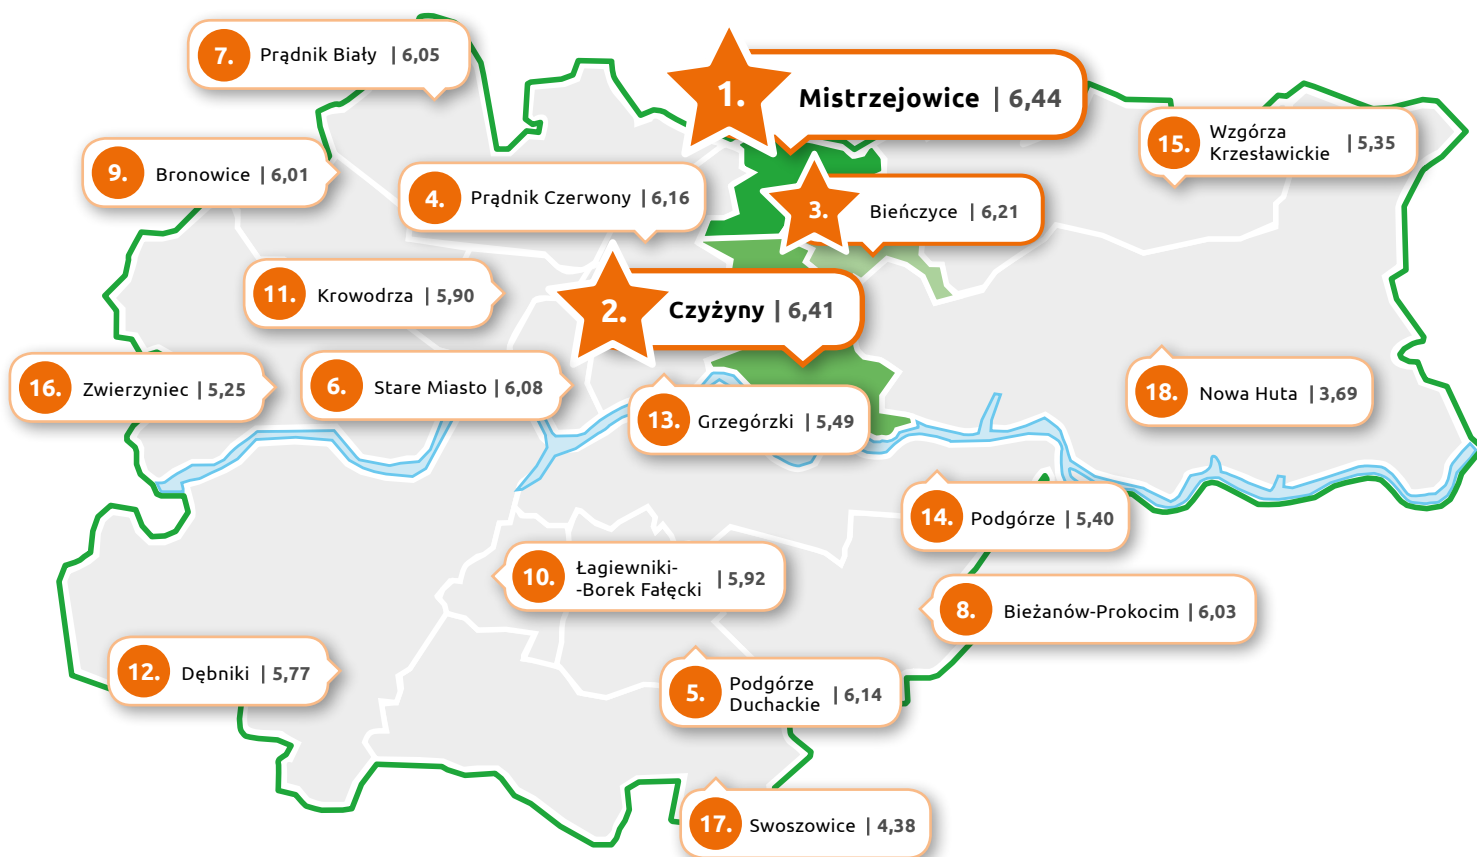 7. Prądnik Biały | 6,05
1. Mistrzejowice | 6,44
15. Wzgórza
Krzesławickie | 5,35
9. Bronowice | 6,01
4. Prądnik Czerwony | 6,16
3. Bieńczyce | 6,21
11. Krowodrza | 5,90
2. Czyżyny | 6,41
16. Zwierzyniec | 5,25
6. Stare Miasto | 6,08
13. Grzegórzki | 5,49
18. Nowa Huta | 3,69
14. Podgórze | 5,40
10. Łagiewniki-
-Borek Fałęcki | 5,92
8. Bieżanów-Prokocim | 6,03
12. Dębniki | 5,77
5. Podgórze
Duchackie | 6,14
17. Swoszowice | 4,38